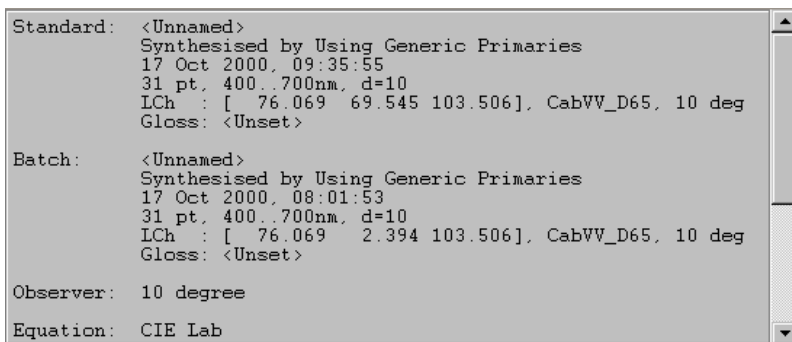 Standard: <Unnamed>
Synthesised by Using Generic Primaries
17 Oct 2000, 09:35:55
31 pt, 400..700nm, d=10
LCh : [ 76.069 69.545 103.506], CabVV_D65, 10 deg
Gloss: <Unset>
Batch: <Unnamed>
Synthesised by Using Generic Primaries
17 Oct 2000, 08:01:53
31 pt, 400..700nm, d=10
LCh : [ 76.069 2.394 103.506], CabVV_D65, 10 deg
Gloss: <Unset>
Observer: 10 degree
Equation: CIE Lab